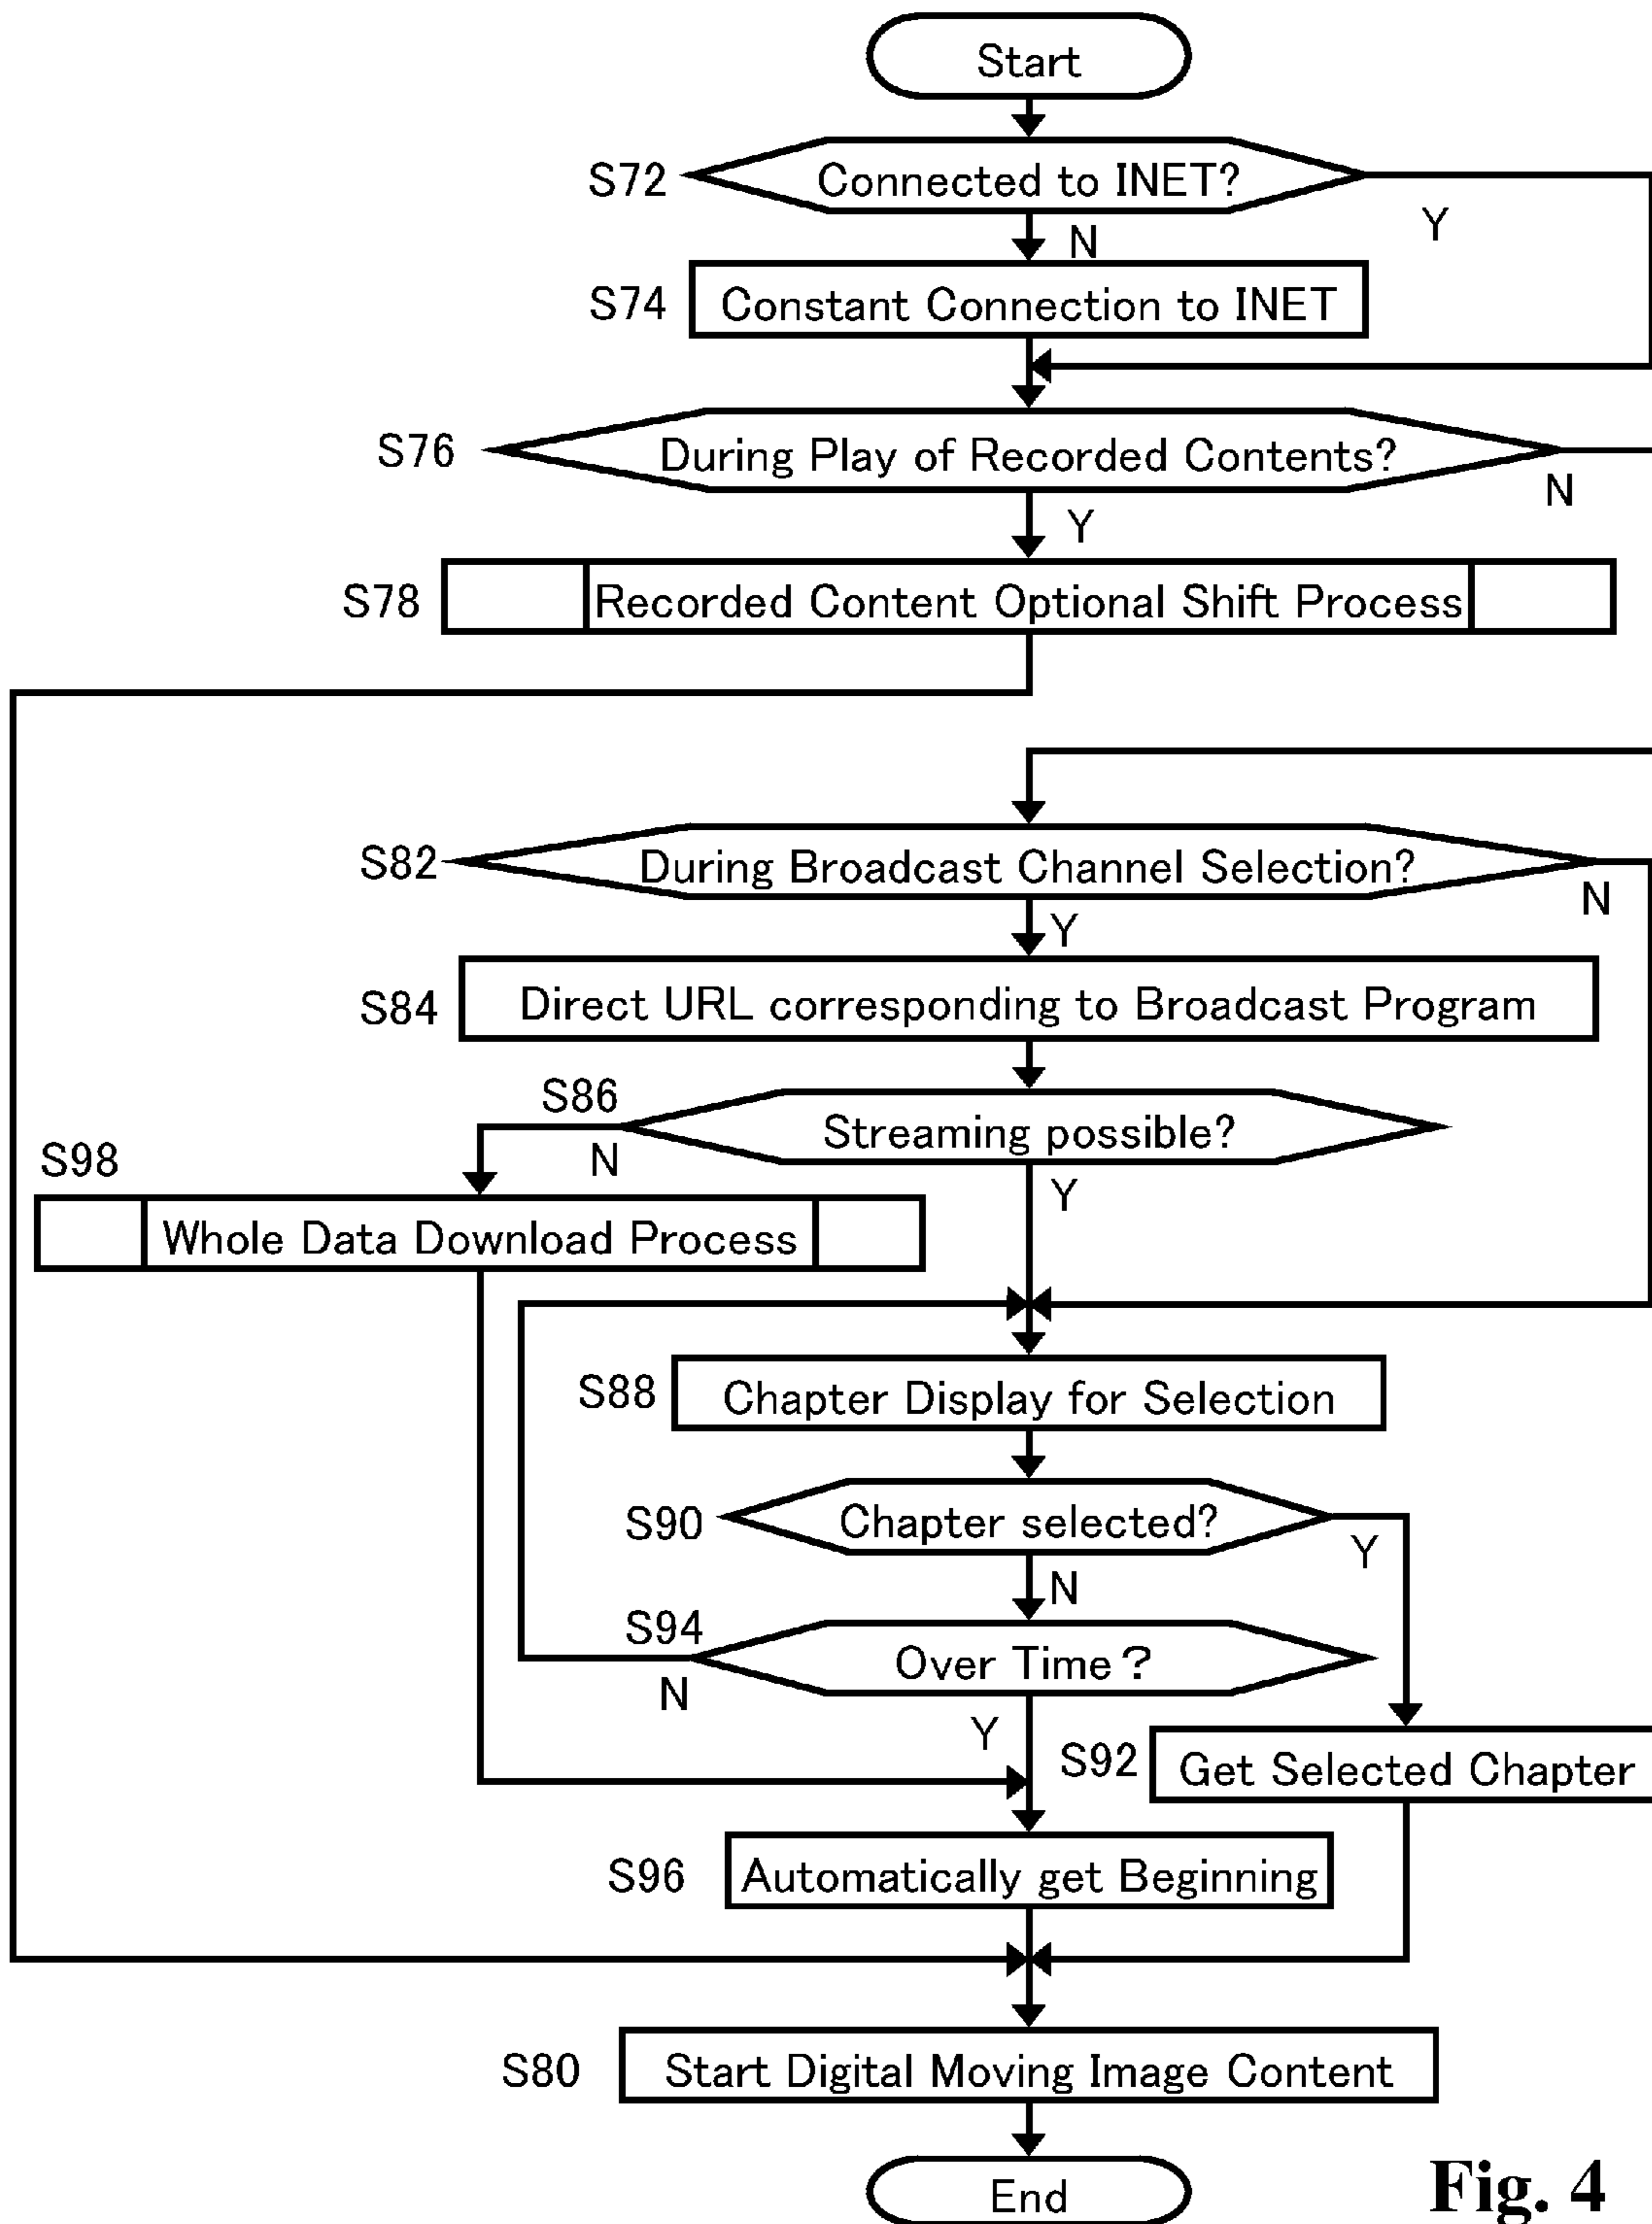 Start
S72 Connected to INET?
Y
N
S74 Constant Connection to INET
S76 During Play of Recorded Contents?
N
Y
S78 Recorded Content Optional Shift Process
S82 During Broadcast Channel Selection?
N
Y
S84 Direct URL corresponding to Broadcast Program
S86 Streaming possible?
N
Y
S98
Whole Data Download Process
S88 Chapter Display for Selection
S90 Chapter selected?
Y
N
S94 Over Time?
N
Y
S92 Get Selected Chapter
S96 Automatically get Beginning
S80 Start Digital Moving Image Content
End
Fig. 4